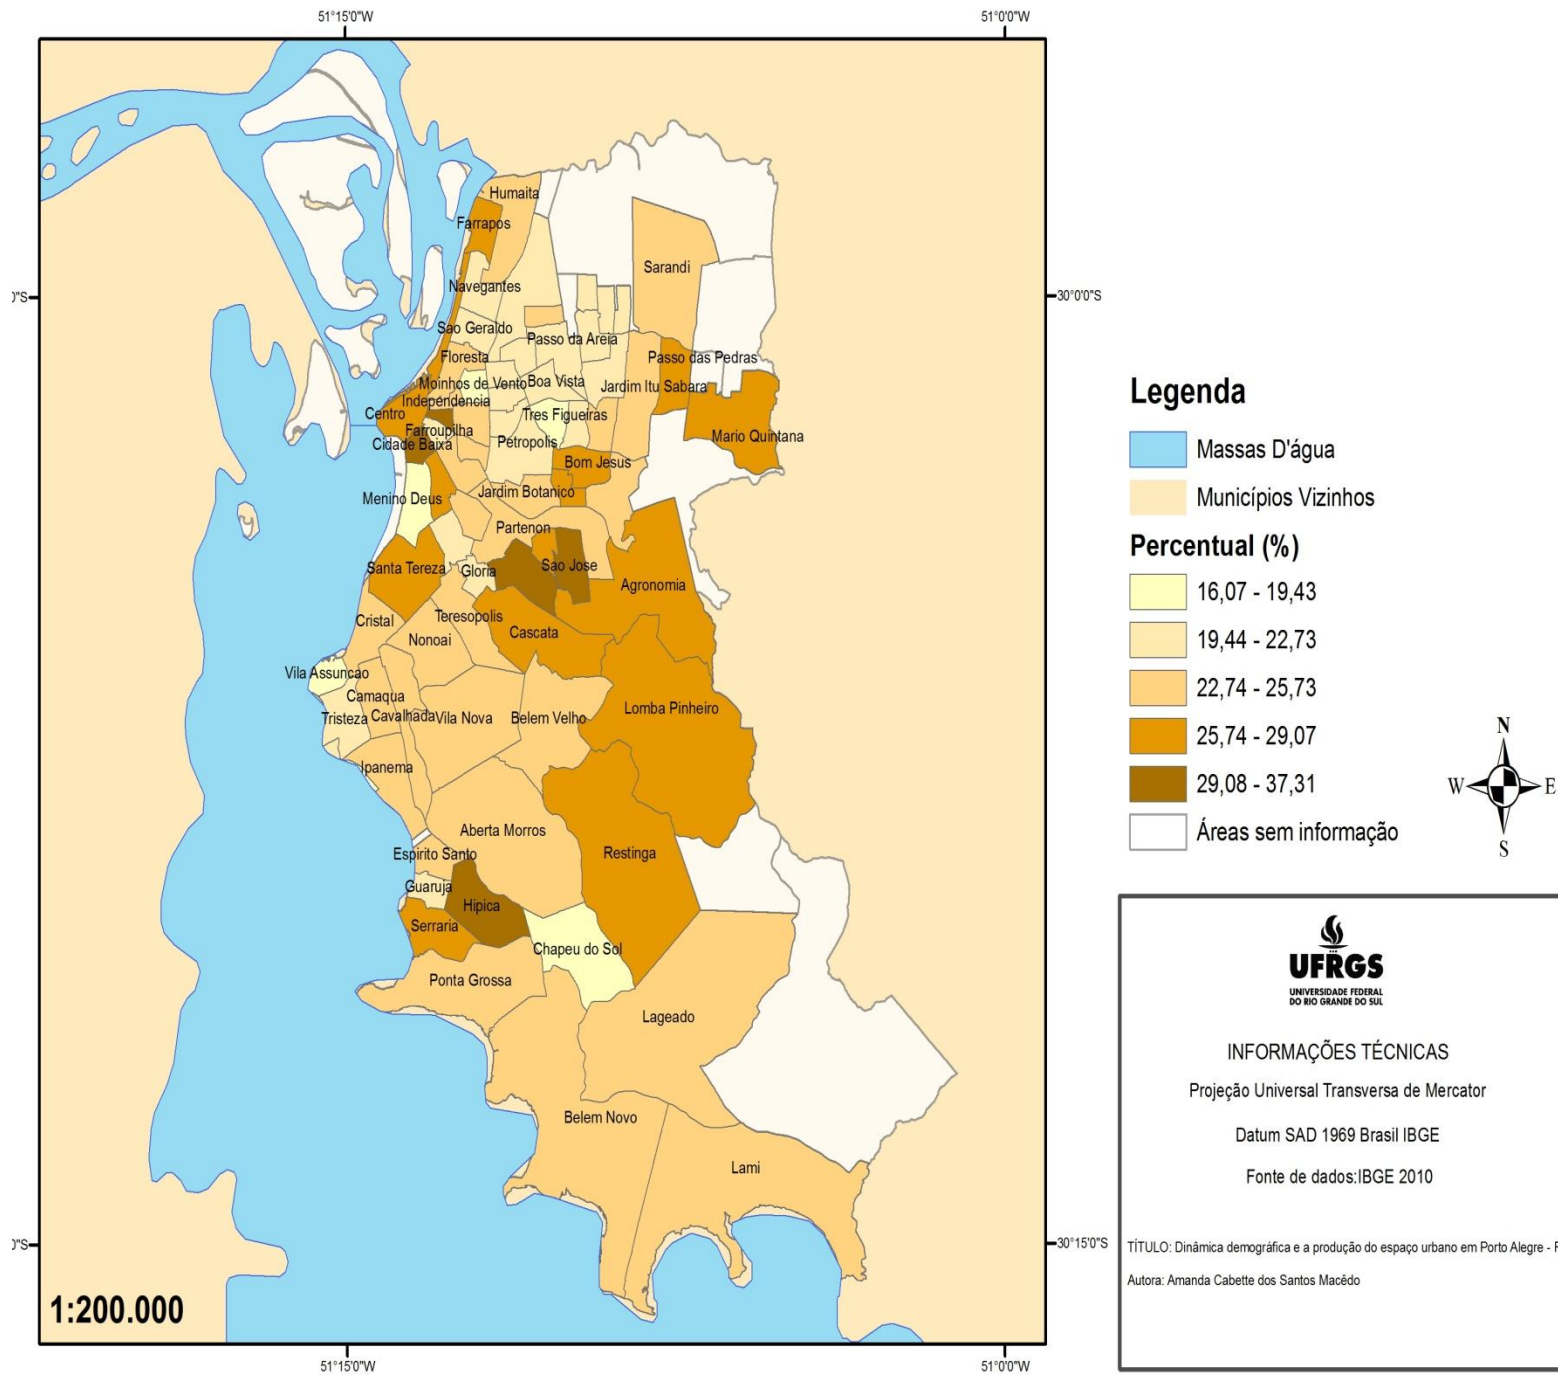 51°15'0"W
51°0'0"W
Humaita
Farrapos
Sarandi
Navegantes
)"S
30°0'0"S
Sao Geraldo
Passo da Areia
Floresta
Passo das Pedras
Moinhos de Vento
Boa Vista
Jardim Itu Sabara
Independencia
Centro
Tres Figueiras
Farroupilha
Mario Quintana
Cidade Baixa
Petropolis
Bom Jesus
Menino Deus
Jardim Botanico
Partenon
Santa Tereza
Gloria
Sao Jose
Agronomia
Cristal
Teresopolis
Nonoai
Cascata
Vila Assuncao
Camaqua
Tristeza
Cavalhada
Vila Nova
Belem Velho
Lomba Pinheiro
Ipanema
Aberta Morros
Espirito Santo
Restinga
Guaruja
Hipica
Serraria
Chapeu do Sol
Ponta Grossa
Lageado
Belem Novo
Lami
)"S
30°15'0"S
1:200.000
51°15'0"W
51°0'0"W
Legenda
Massas D'água
Municípios Vizinhos
Percentual (%)
16,07 - 19,43
19,44 - 22,73
22,74 - 25,73
25,74 - 29,07
29,08 - 37,31
Áreas sem informação
N
W
E
S
UFRGS
UNIVERSIDADE FEDERAL
DO RIO GRANDE DO SUL
INFORMAÇÕES TÉCNICAS
Projeção Universal Transversa de Mercator
Datum SAD 1969 Brasil IBGE
Fonte de dados:IBGE 2010
TÍTULO: Dinâmica demográfica e a produção do espaço urbano em Porto Alegre -
Autora: Amanda Cabette dos Santos Macêdo